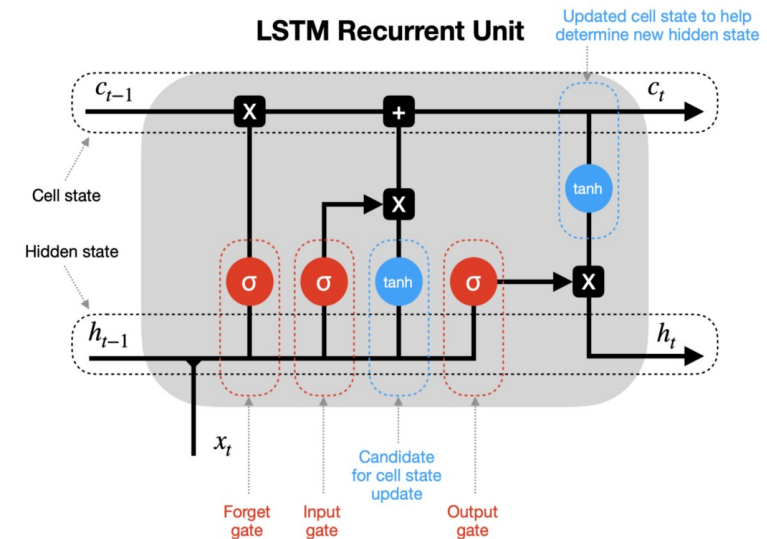 LSTM Recurrent Unit
Updated cell state to help
determine new hidden state
c_{t−1}
c_t
X
+
Cell state
X
tanh
Hidden state
σ
σ
tanh
σ
X
h_{t−1}
h_t
x_t
Candidate
for cell state
update
Forget
gate
Input
gate
Output
gate